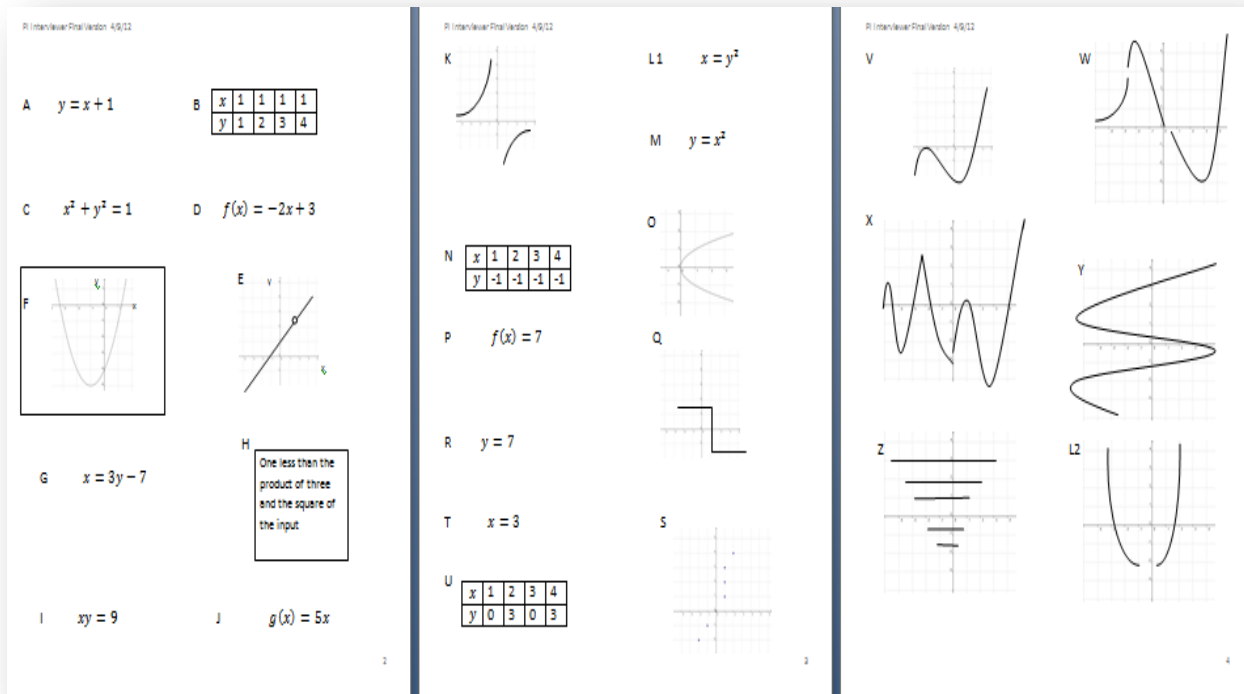 PI Interviewer Final Version 4/9/12
A y = x + 1
B x 1 1 1 1
y 1 2 3 4
C x² + y² = 1
D f(x) = −2x + 3
F
E
G x = 3y − 7
H
One less than the
product of three
and the square of
the input
I xy = 9
J g(x) = 5x
2
PI Interviewer Final Version 4/9/12
K
L1 x = y²
M y = x²
N x 1 2 3 4
y -1 -1 -1 -1
O
P f(x) = 7
Q
R y = 7
T x = 3
S
U x 1 2 3 4
y 0 3 0 3
3
PI Interviewer Final Version 4/9/12
V
W
X
Y
Z
L2
4